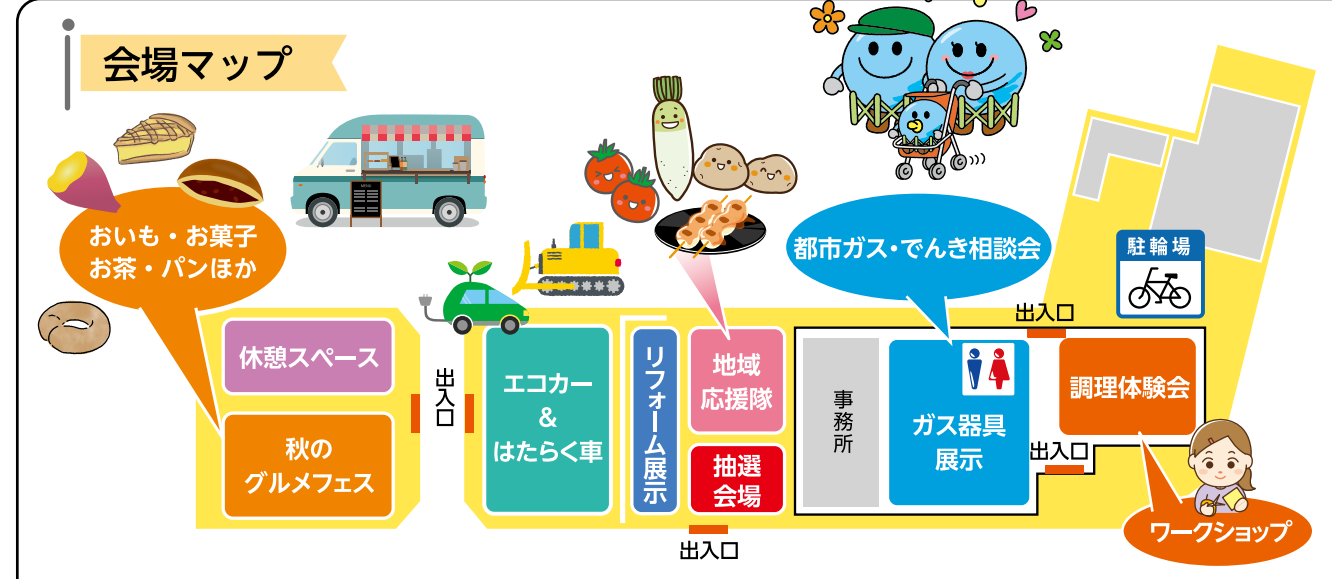 会場マップ
おいも・お菓子
お茶・パンほか
休憩スペース
秋の
グルメフェス
出入口
エコカー
&
はたらく車
リフォーム展示
地域
応援隊
抽選
会場
出入口
都市ガス・でんき相談会
事務所
ガス器具
展示
出入口
調理体験会
出入口
駐輪場
ワークショップ
MENU